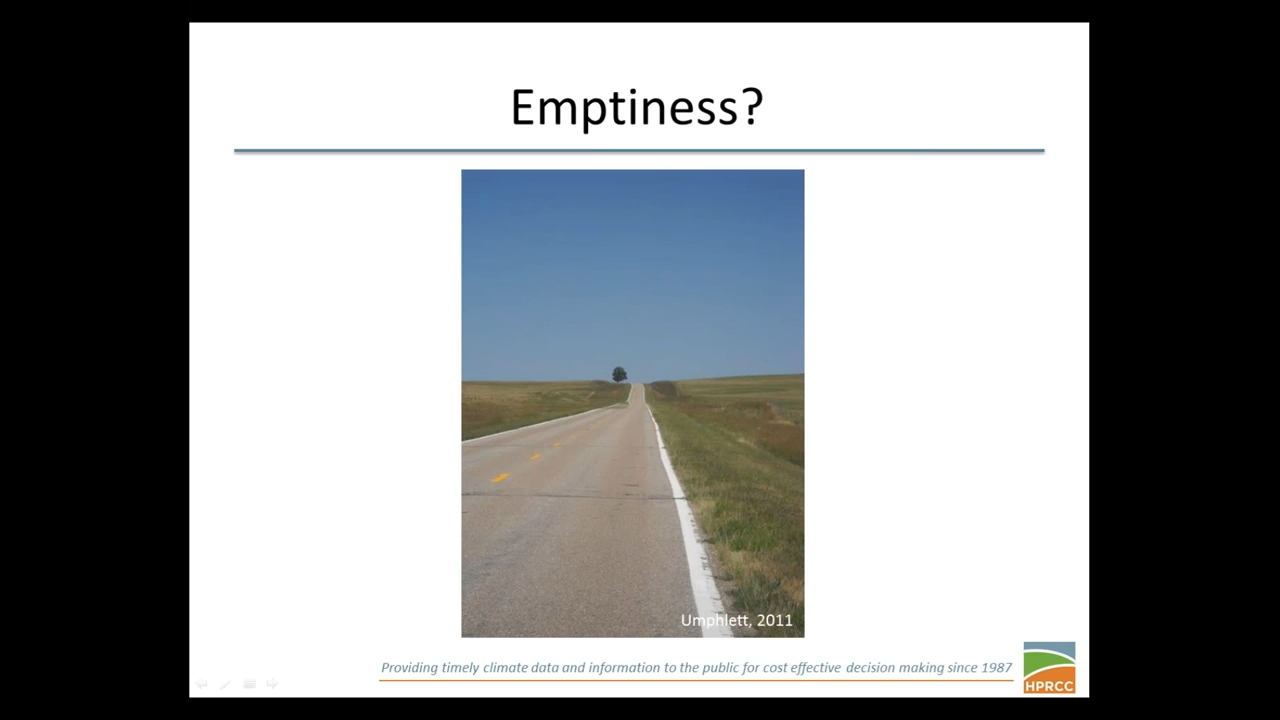 Emptiness?
Umphlett, 2011
Providing timely climate data and information to the public for cost effective decision making since 1987
HPRCC